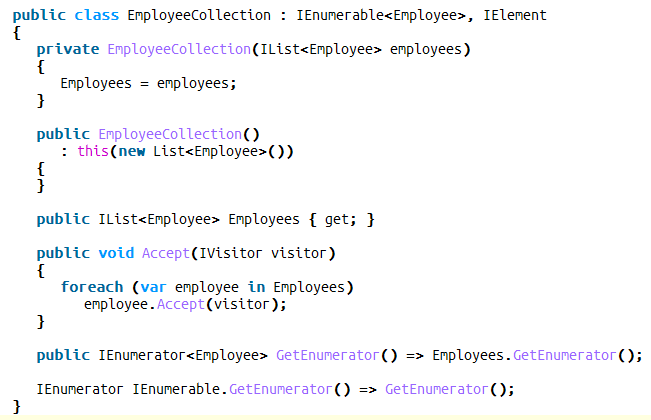 public class EmployeeCollection : IEnumerable<Employee>, IElement
{
private EmployeeCollection(IList<Employee> employees)
{
Employees = employees;
}
public EmployeeCollection()
: this(new List<Employee>())
{
}
public IList<Employee> Employees { get; }
public void Accept(IVisitor visitor)
{
foreach (var employee in Employees)
employee.Accept(visitor);
}
public IEnumerator<Employee> GetEnumerator() => Employees.GetEnumerator();
IEnumerator IEnumerable.GetEnumerator() => GetEnumerator();
}